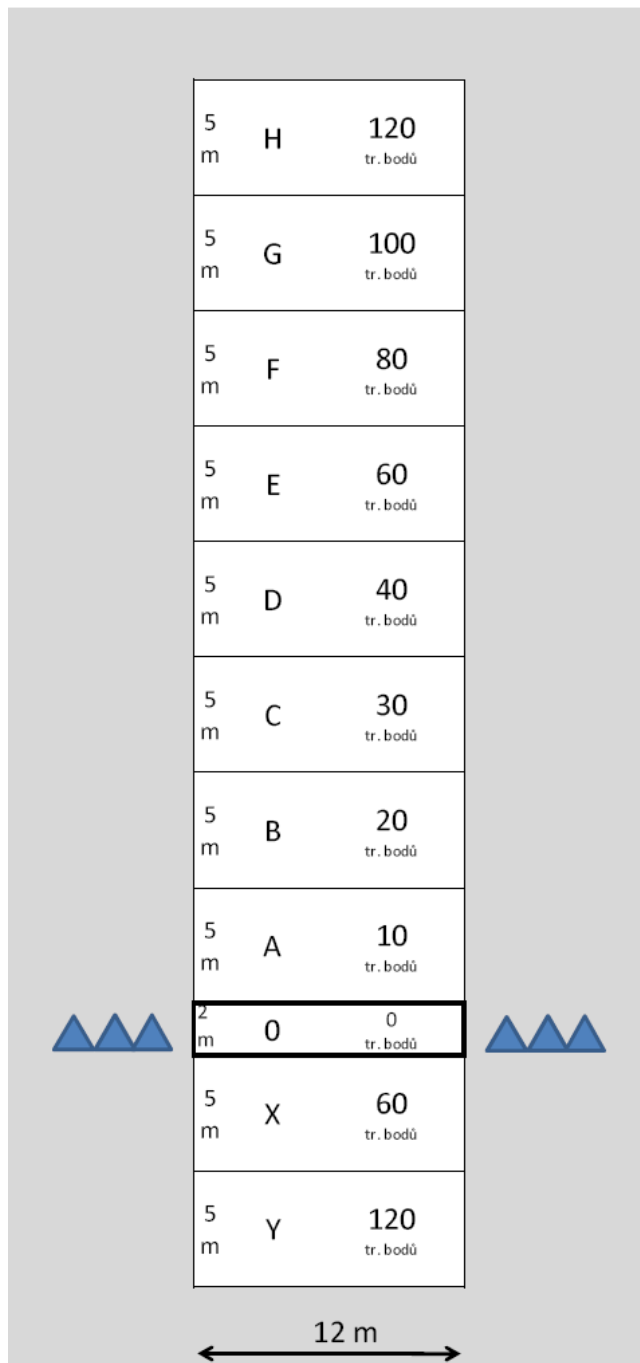 5 m H 120 tr. bodů
5 m G 100 tr. bodů
5 m F 80 tr. bodů
5 m E 60 tr. bodů
5 m D 40 tr. bodů
5 m C 30 tr. bodů
5 m B 20 tr. bodů
5 m A 10 tr. bodů
2 m 0 0 tr. bodů
5 m X 60 tr. bodů
5 m Y 120 tr. bodů
12 m